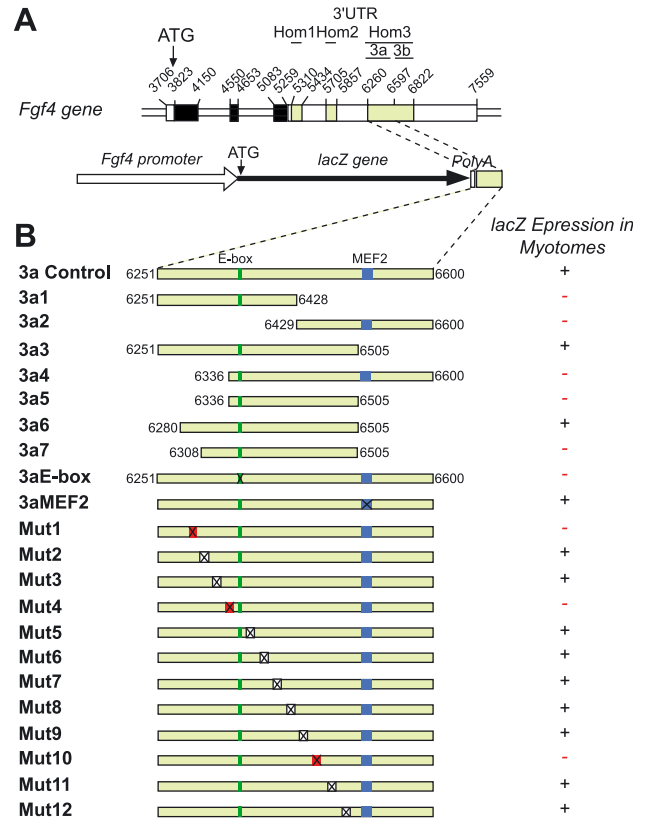 A
3'UTR
ATG
Hom1 Hom2 Hom3
3a 3b
3706 3823 4150 4550 4653 5083 5259 5310 5434 5705 5857 6260 6597 6822 7559
Fgf4 gene
Fgf4 promoter ATG lacZ gene PolyA
B
lacZ Epression in
Myotomes
E-box MEF2
3a Control 6251 6600 +
3a1 6251 6428 -
3a2 6429 6600 -
3a3 6251 6505 +
3a4 6336 6600 -
3a5 6336 6505 -
3a6 6280 6505 +
3a7 6308 6505 -
3aE-box 6251 X 6600 -
3aMEF2 X +
Mut1 X -
Mut2 X +
Mut3 X +
Mut4 X -
Mut5 X +
Mut6 X +
Mut7 X +
Mut8 X +
Mut9 X +
Mut10 X -
Mut11 X +
Mut12 X +